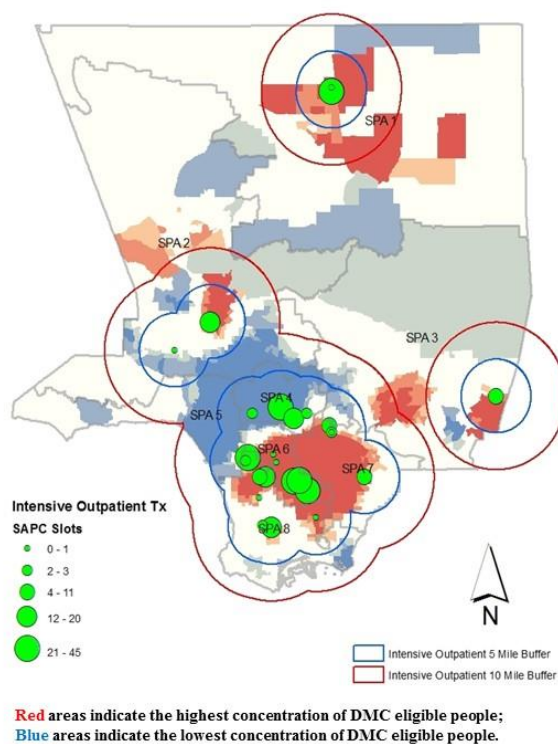 SPA 1
SPA 2
SPA 3
SPA 4
SPA 5
SPA 6
SPA 7
SPA 8
Intensive Outpatient Tx
SAPC Slots
0 - 1
2 - 3
4 - 11
12 - 20
21 - 45
N
Intensive Outpatient 5 Mile Buffer
Intensive Outpatient 10 Mile Buffer
Red areas indicate the highest concentration of DMC eligible people;
Blue areas indicate the lowest concentration of DMC eligible people.